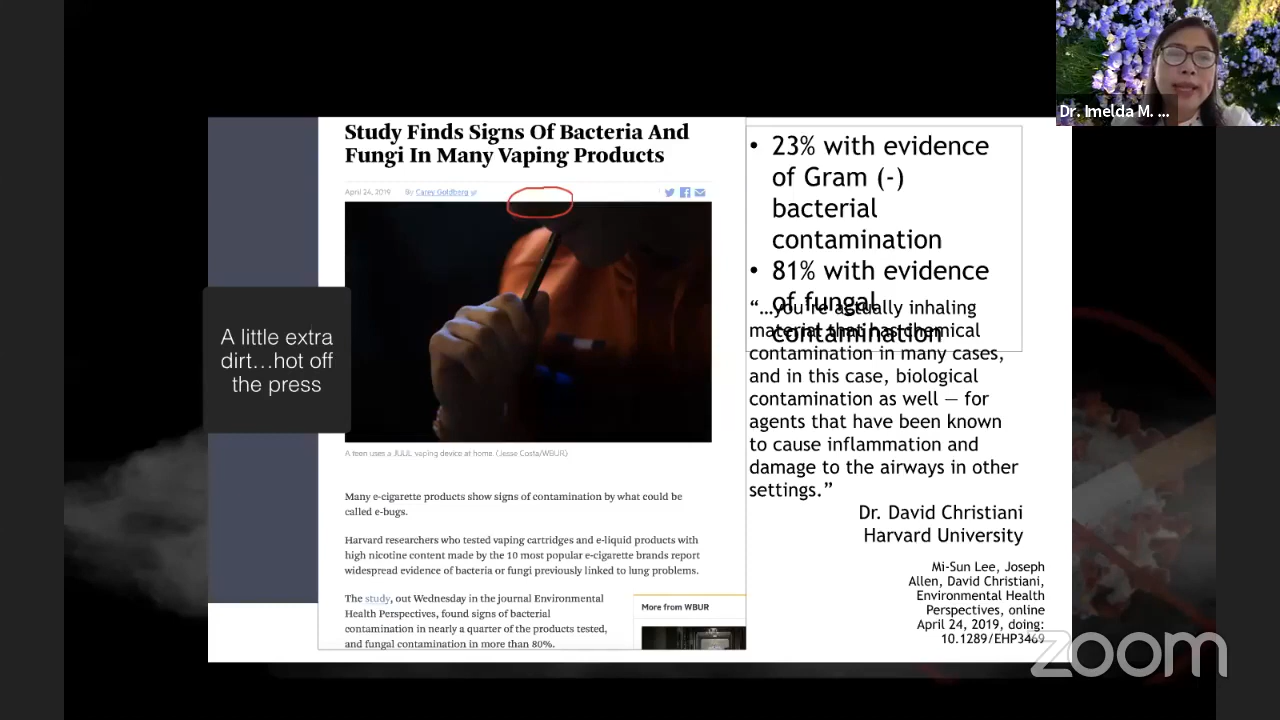 Dr. Imelda M. ...
Study Finds Signs Of Bacteria And
Fungi In Many Vaping Products
April 24, 2019 By Carey Goldberg
A teen uses a JUUL vaping device at home. (Jesse Costa/WBUR)
Many e-cigarette products show signs of contamination by what could be
called e-bugs.
Harvard researchers who tested vaping cartridges and e-liquid products with
high nicotine content made by the 10 most popular e-cigarette brands report
widespread evidence of bacteria or fungi previously linked to lung problems.
The study, out Wednesday in the journal Environmental
Health Perspectives, found signs of bacterial
contamination in nearly a quarter of the products tested,
and fungal contamination in more than 80%.
More from WBUR
A little extra
dirt...hot off
the press
• 23% with evidence
of Gram (-)
bacterial
contamination
• 81% with evidence
of fungal
contamination
“…you're actually inhaling
material that has chemical
contamination in many cases,
and in this case, biological
contamination as well — for
agents that have been known
to cause inflammation and
damage to the airways in other
settings.”
Dr. David Christiani
Harvard University
Mi-Sun Lee, Joseph
Allen, David Christiani,
Environmental Health
Perspectives, online
April 24, 2019, doing:
10.1289/EHP3469
zoom